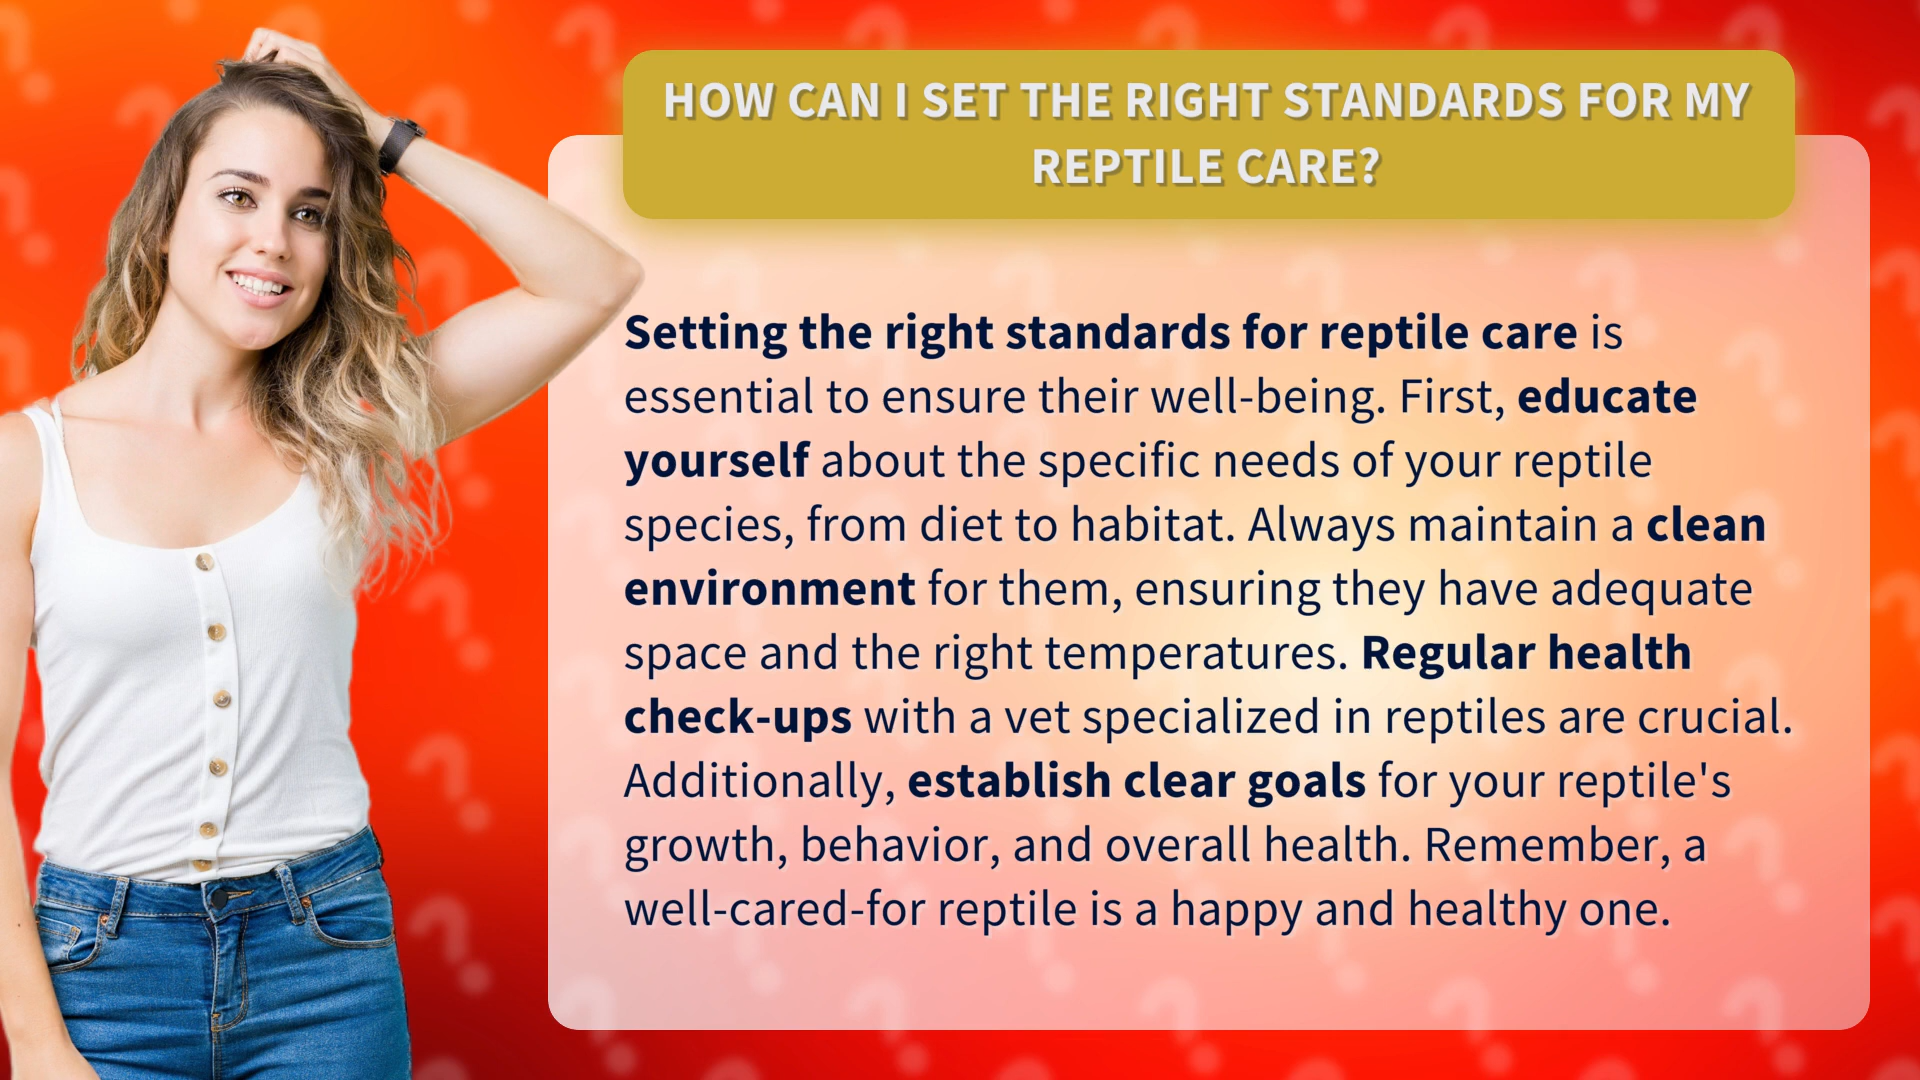 HOW CAN I SET THE RIGHT STANDARDS FOR MY
REPTILE CARE?
Setting the right standards for reptile care is
essential to ensure their well-being. First, educate
yourself about the specific needs of your reptile
species, from diet to habitat. Always maintain a clean
environment for them, ensuring they have adequate
space and the right temperatures. Regular health
check-ups with a vet specialized in reptiles are crucial.
Additionally, establish clear goals for your reptile's
growth, behavior, and overall health. Remember, a
well-cared-for reptile is a happy and healthy one.